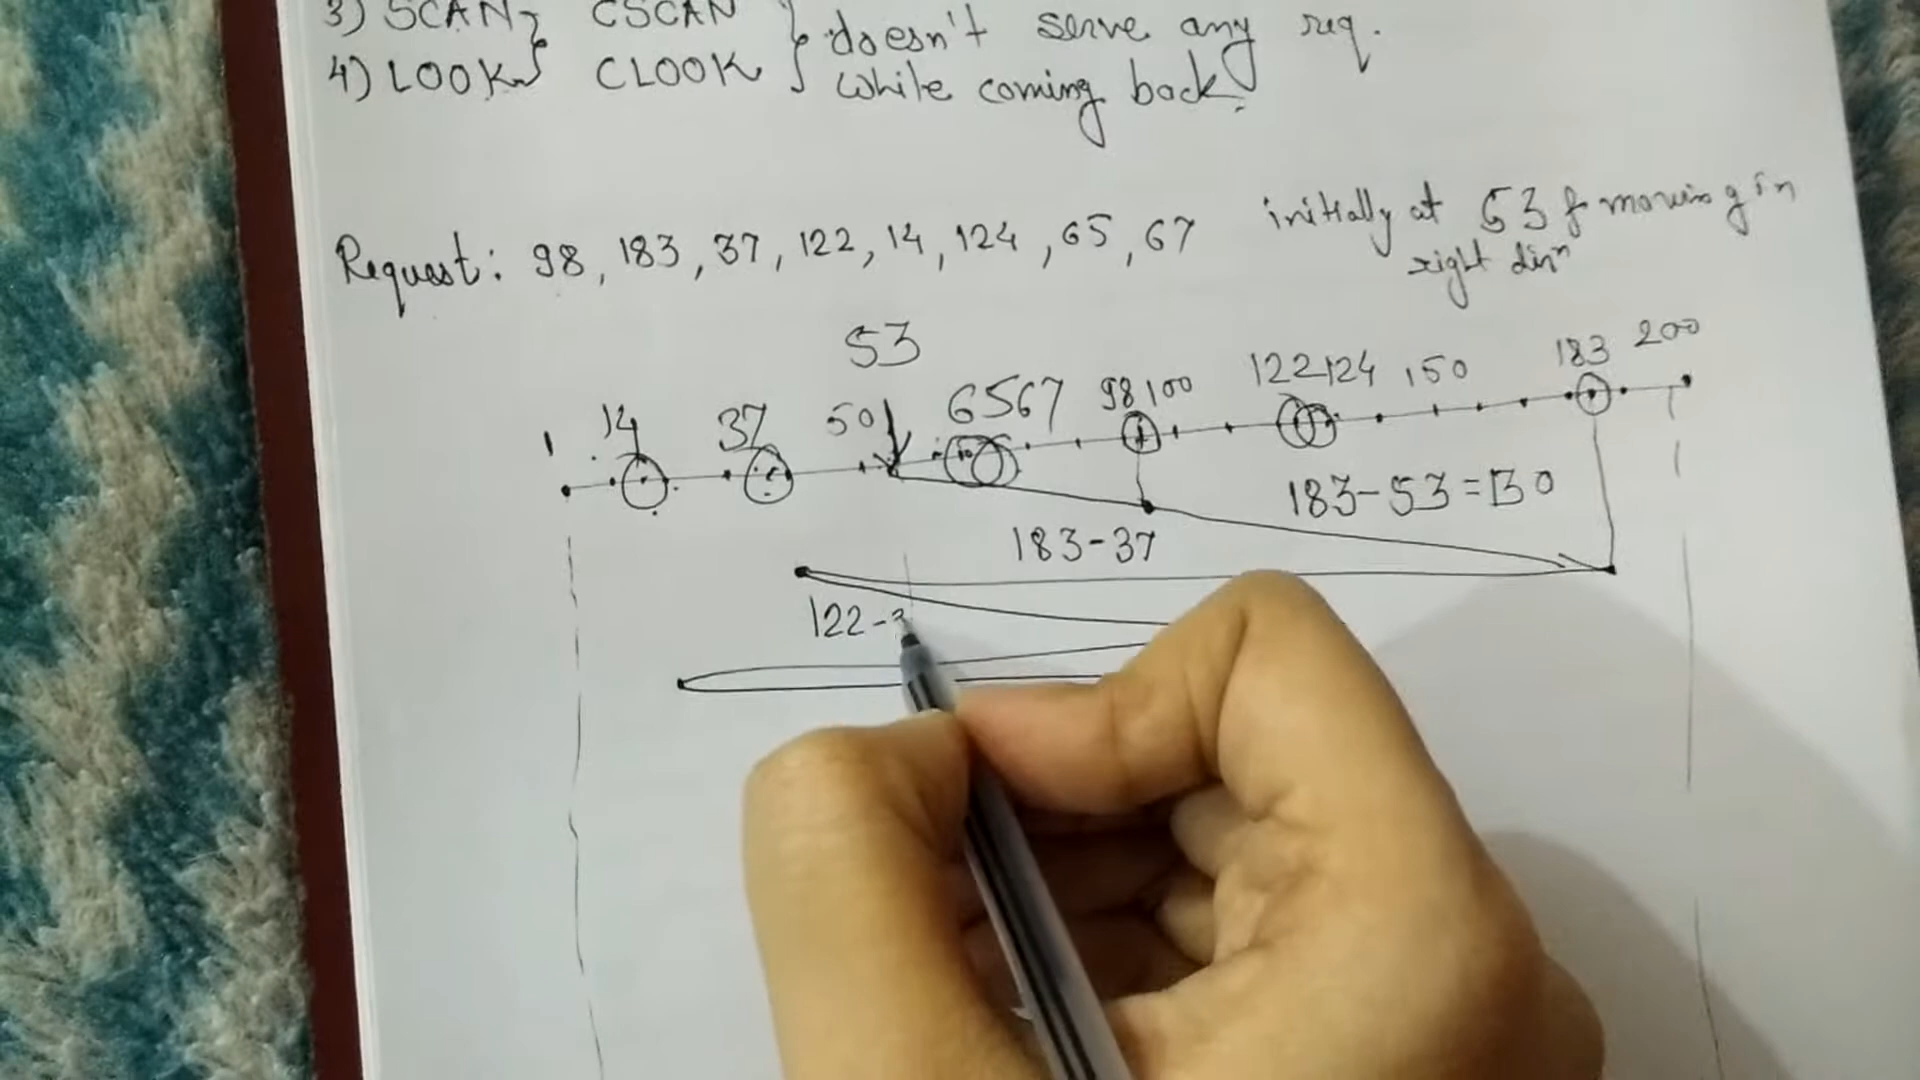 3) SCAN} CSCAN } doesn't serve any req.
4) LOOK} CLOOK } while coming back.
Request: 98, 183, 37, 122, 14, 124, 65, 67 initially at 53 & moving in
right dirn
53
1 14 37 50 65 67 98 100 122 124 150 183 200
183-53=130
183-37
122-3